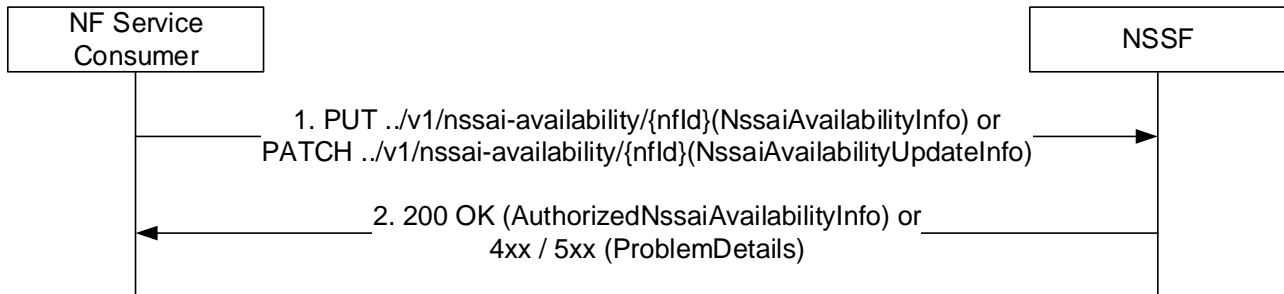 NF Service
Consumer
NSSF
1. PUT ../v1/nssai-availability/{nfId}(NssaiAvailabilityInfo) or
PATCH ../v1/nssai-availability/{nfId}(NssaiAvailabilityUpdateInfo)
2. 200 OK (AuthorizedNssaiAvailabilityInfo) or
4xx / 5xx (ProblemDetails)